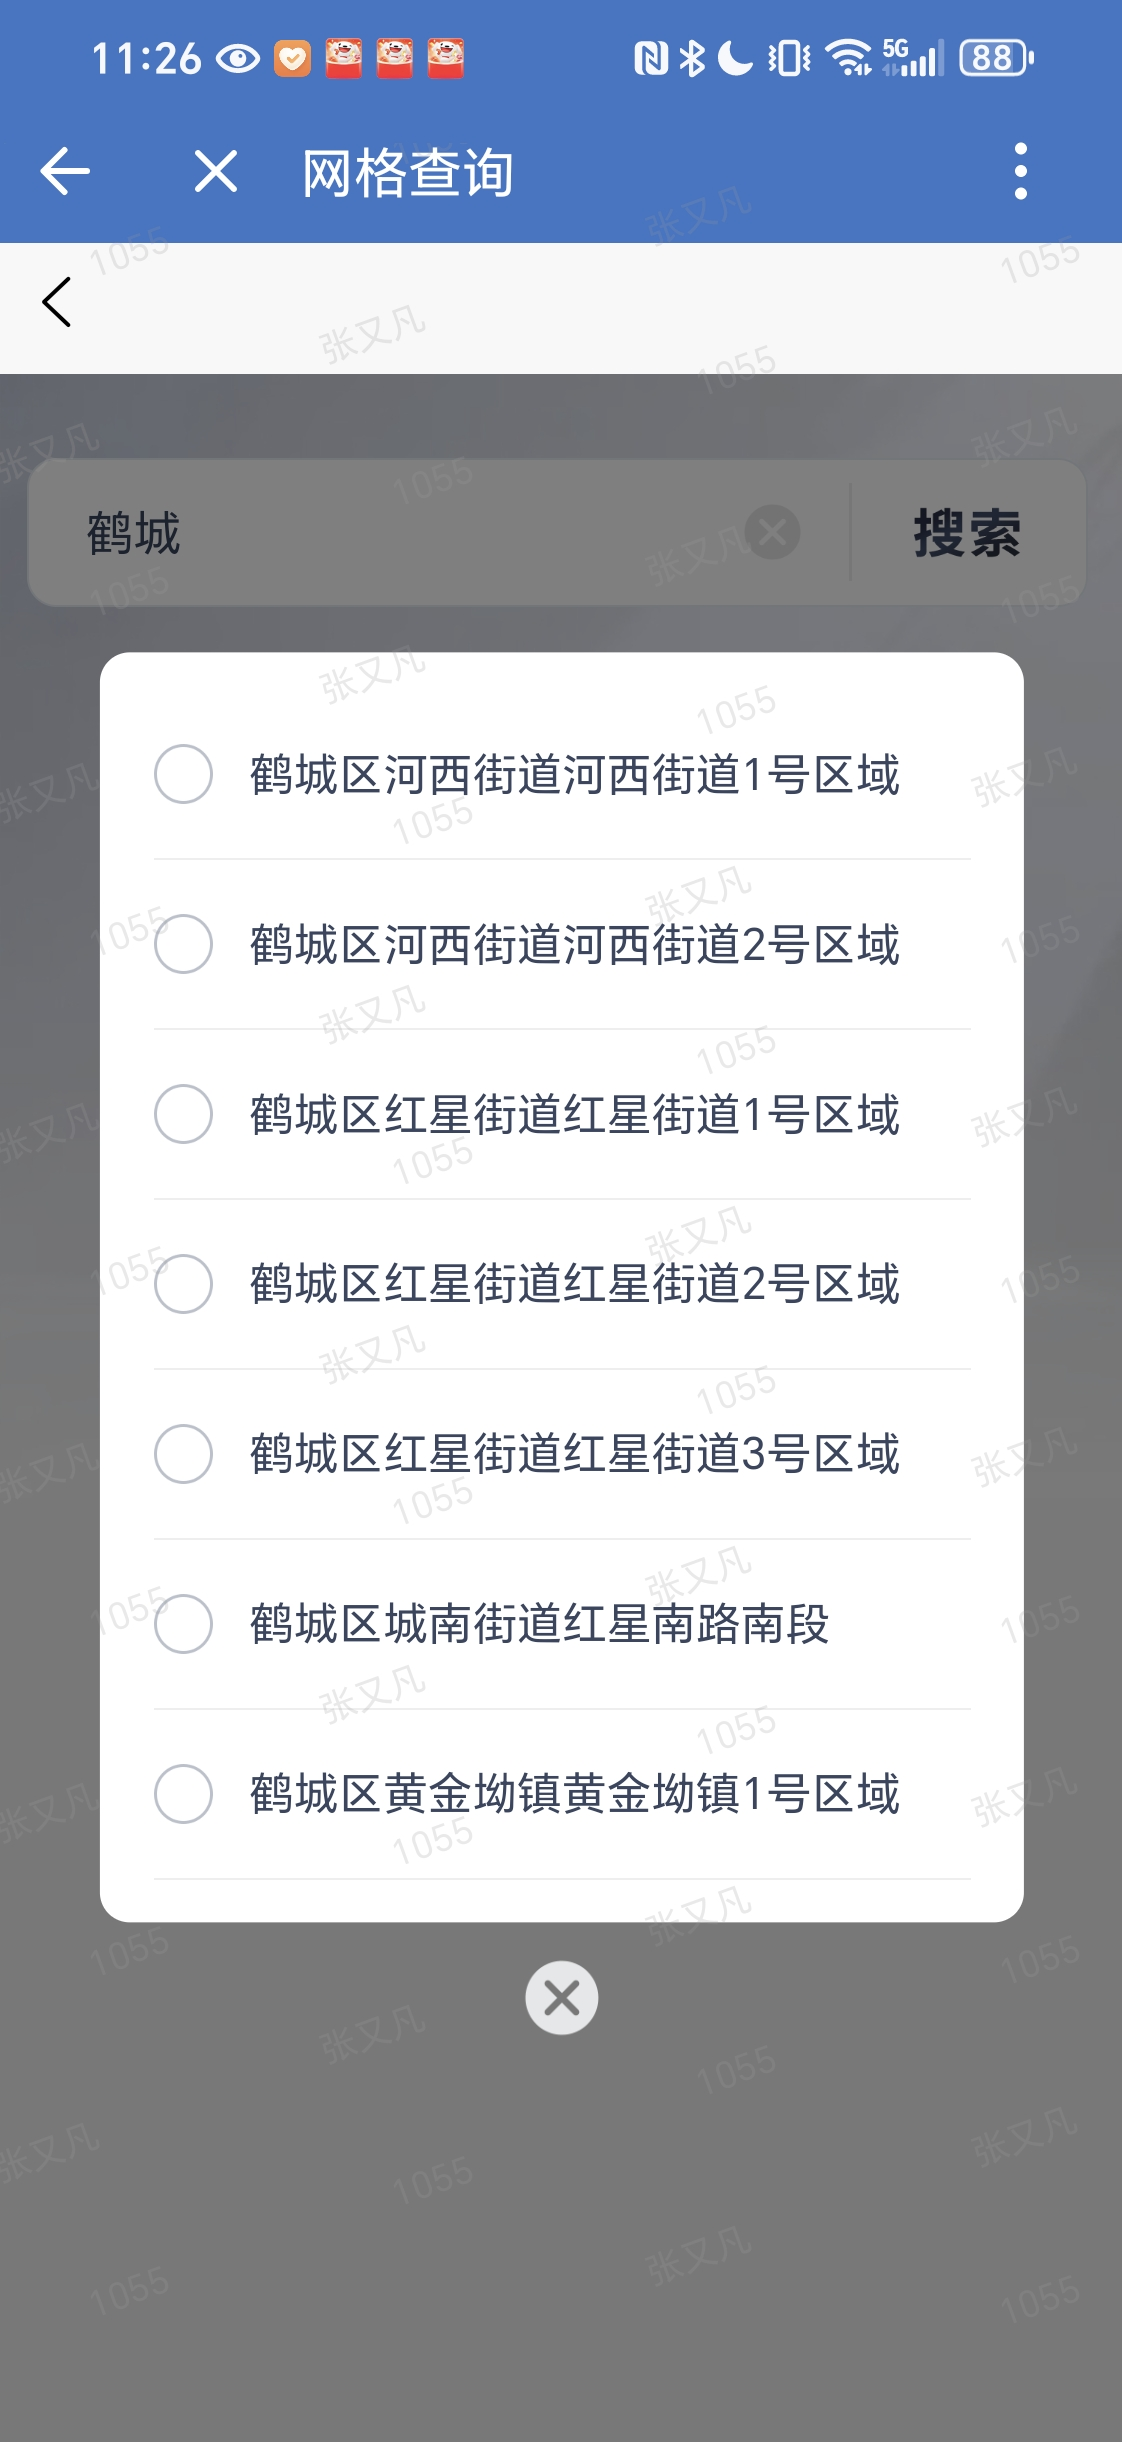 11:26 5G 88
网格查询
鹤城 搜索
鹤城区河西街道河西街道1号区域
鹤城区河西街道河西街道2号区域
鹤城区红星街道红星街道1号区域
鹤城区红星街道红星街道2号区域
鹤城区红星街道红星街道3号区域
鹤城区城南街道红星南路南段
鹤城区黄金坳镇黄金坳镇1号区域
张又凡
1055